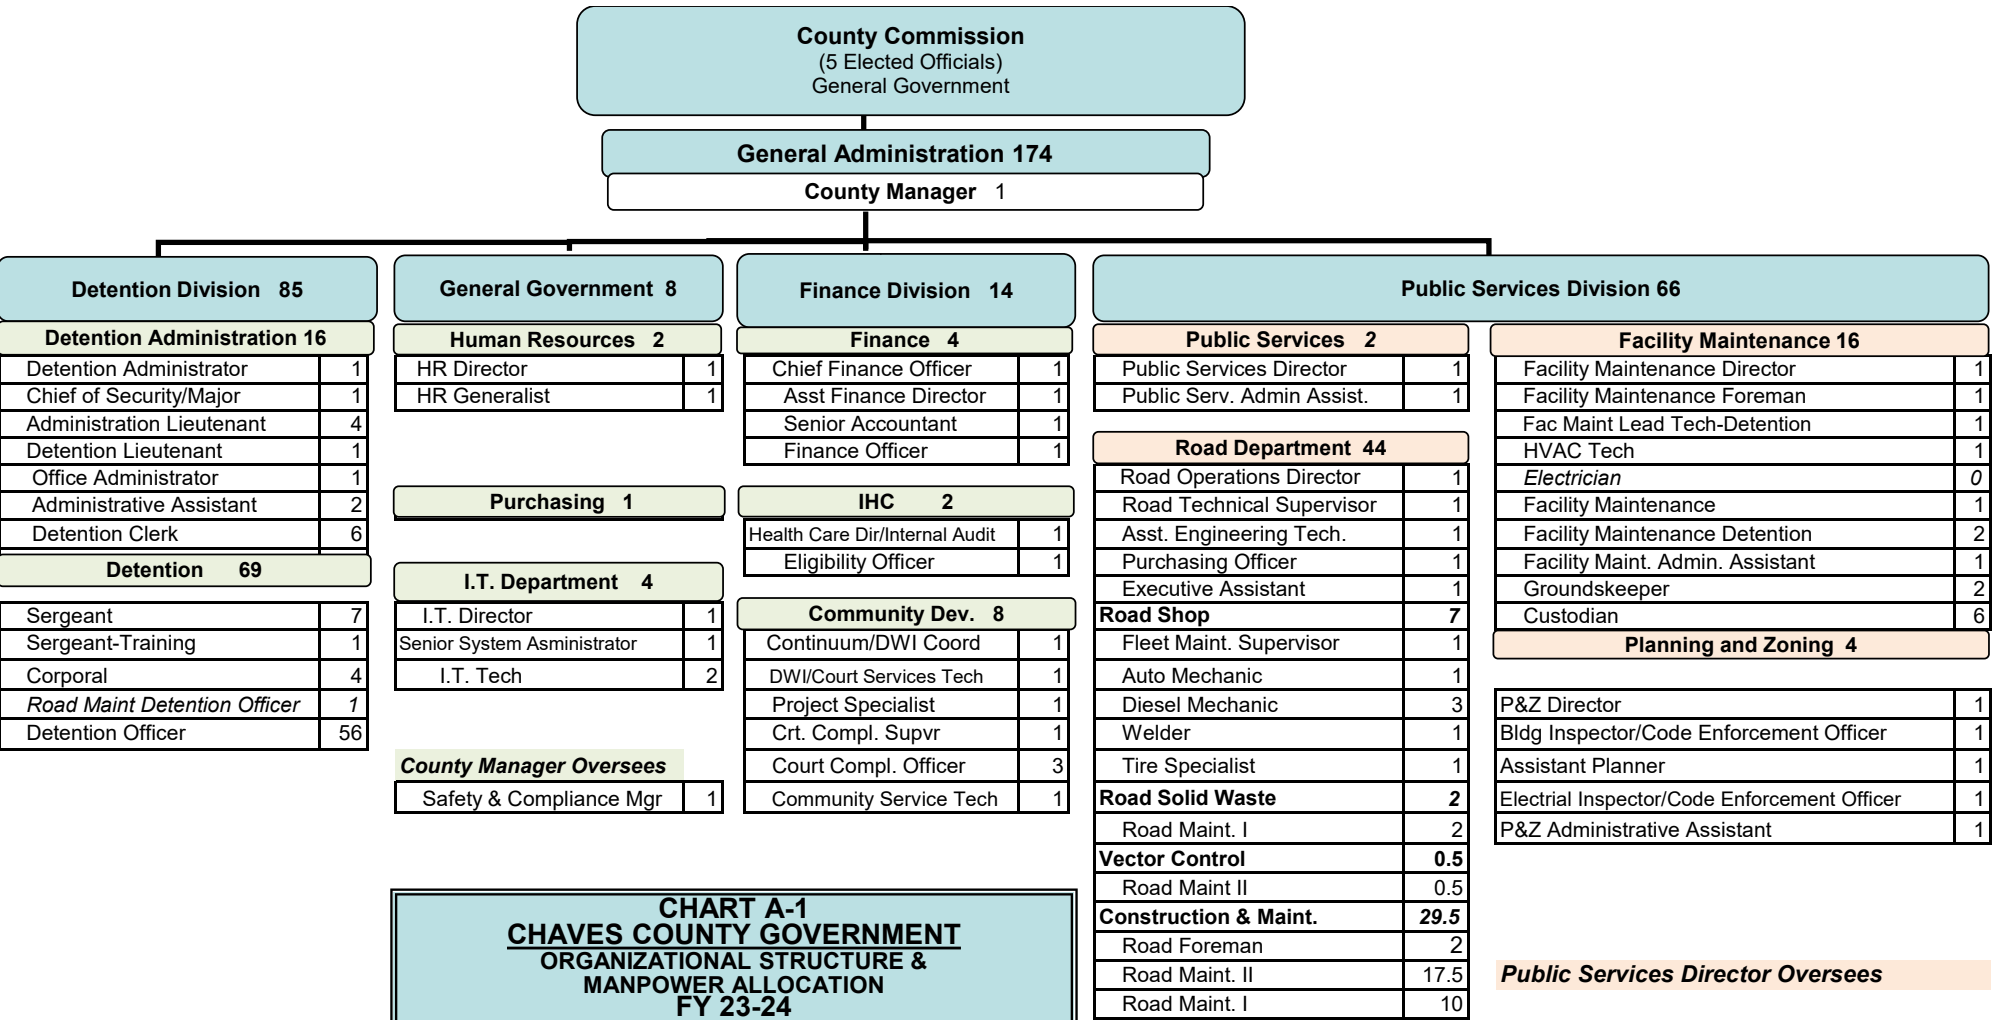 County Commission
(5 Elected Officials)
General Government
General Administration 174
County Manager 1
Detention Division 85
Detention Administration 16
Detention Administrator 1
Chief of Security/Major 1
Administration Lieutenant 4
Detention Lieutenant 1
Office Administrator 1
Administrative Assistant 2
Detention Clerk 6
Detention 69
Sergeant 7
Sergeant-Training 1
Corporal 4
Road Maint Detention Officer 1
Detention Officer 56
General Government 8
Human Resources 2
HR Director 1
HR Generalist 1
Purchasing 1
I.T. Department 4
I.T. Director 1
Senior System Asministrator 1
I.T. Tech 2
County Manager Oversees
Safety & Compliance Mgr 1
Finance Division 14
Finance 4
Chief Finance Officer 1
Asst Finance Director 1
Senior Accountant 1
Finance Officer 1
IHC 2
Health Care Dir/Internal Audit 1
Eligibility Officer 1
Community Dev. 8
Continuum/DWI Coord 1
DWI/Court Services Tech 1
Project Specialist 1
Crt. Compl. Supvr 1
Court Compl. Officer 3
Community Service Tech 1
Public Services Division 66
Public Services 2
Public Services Director 1
Public Serv. Admin Assist. 1
Road Department 44
Road Operations Director 1
Road Technical Supervisor 1
Asst. Engineering Tech. 1
Purchasing Officer 1
Executive Assistant 1
Road Shop 7
Fleet Maint. Supervisor 1
Auto Mechanic 1
Diesel Mechanic 3
Welder 1
Tire Specialist 1
Road Solid Waste 2
Road Maint. I 2
Vector Control 0.5
Road Maint II 0.5
Construction & Maint. 29.5
Road Foreman 2
Road Maint. II 17.5
Road Maint. I 10
Facility Maintenance 16
Facility Maintenance Director 1
Facility Maintenance Foreman 1
Fac Maint Lead Tech-Detention 1
HVAC Tech 1
Electrician 0
Facility Maintenance 1
Facility Maintenance Detention 2
Facility Maint. Admin. Assistant 1
Groundskeeper 2
Custodian 6
Planning and Zoning 4
P&Z Director 1
Bldg Inspector/Code Enforcement Officer 1
Assistant Planner 1
Electrial Inspector/Code Enforcement Officer 1
P&Z Administrative Assistant 1
Public Services Director Oversees
CHART A-1
CHAVES COUNTY GOVERNMENT
ORGANIZATIONAL STRUCTURE &
MANPOWER ALLOCATION
FY 23-24